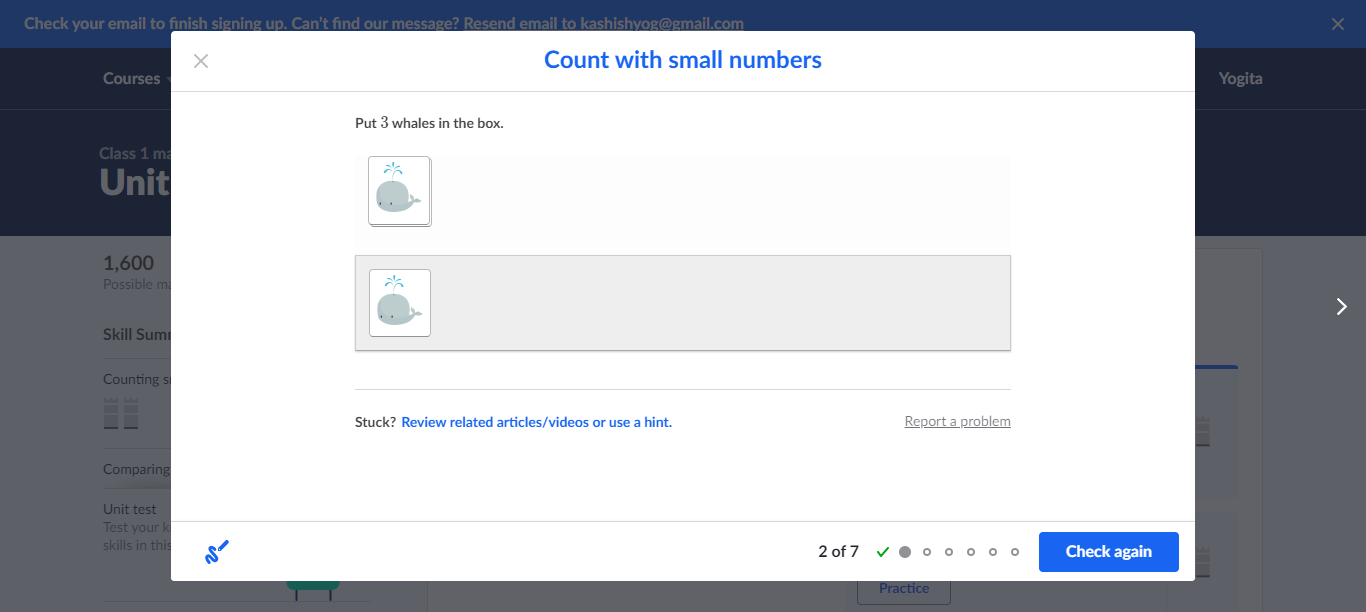 Check your email to finish signing up. Can't find our message? Resend email to kashishyog@gmail.com
Courses
Yogita
Count with small numbers
Class 1 ma
Unit
Put 3 whales in the box.
1,600
Possible ma
Skill Summ
Counting s
Comparing
Unit test
Test your k
skills in this
Stuck? Review related articles/videos or use a hint.
Report a problem
2 of 7
Check again
Practice